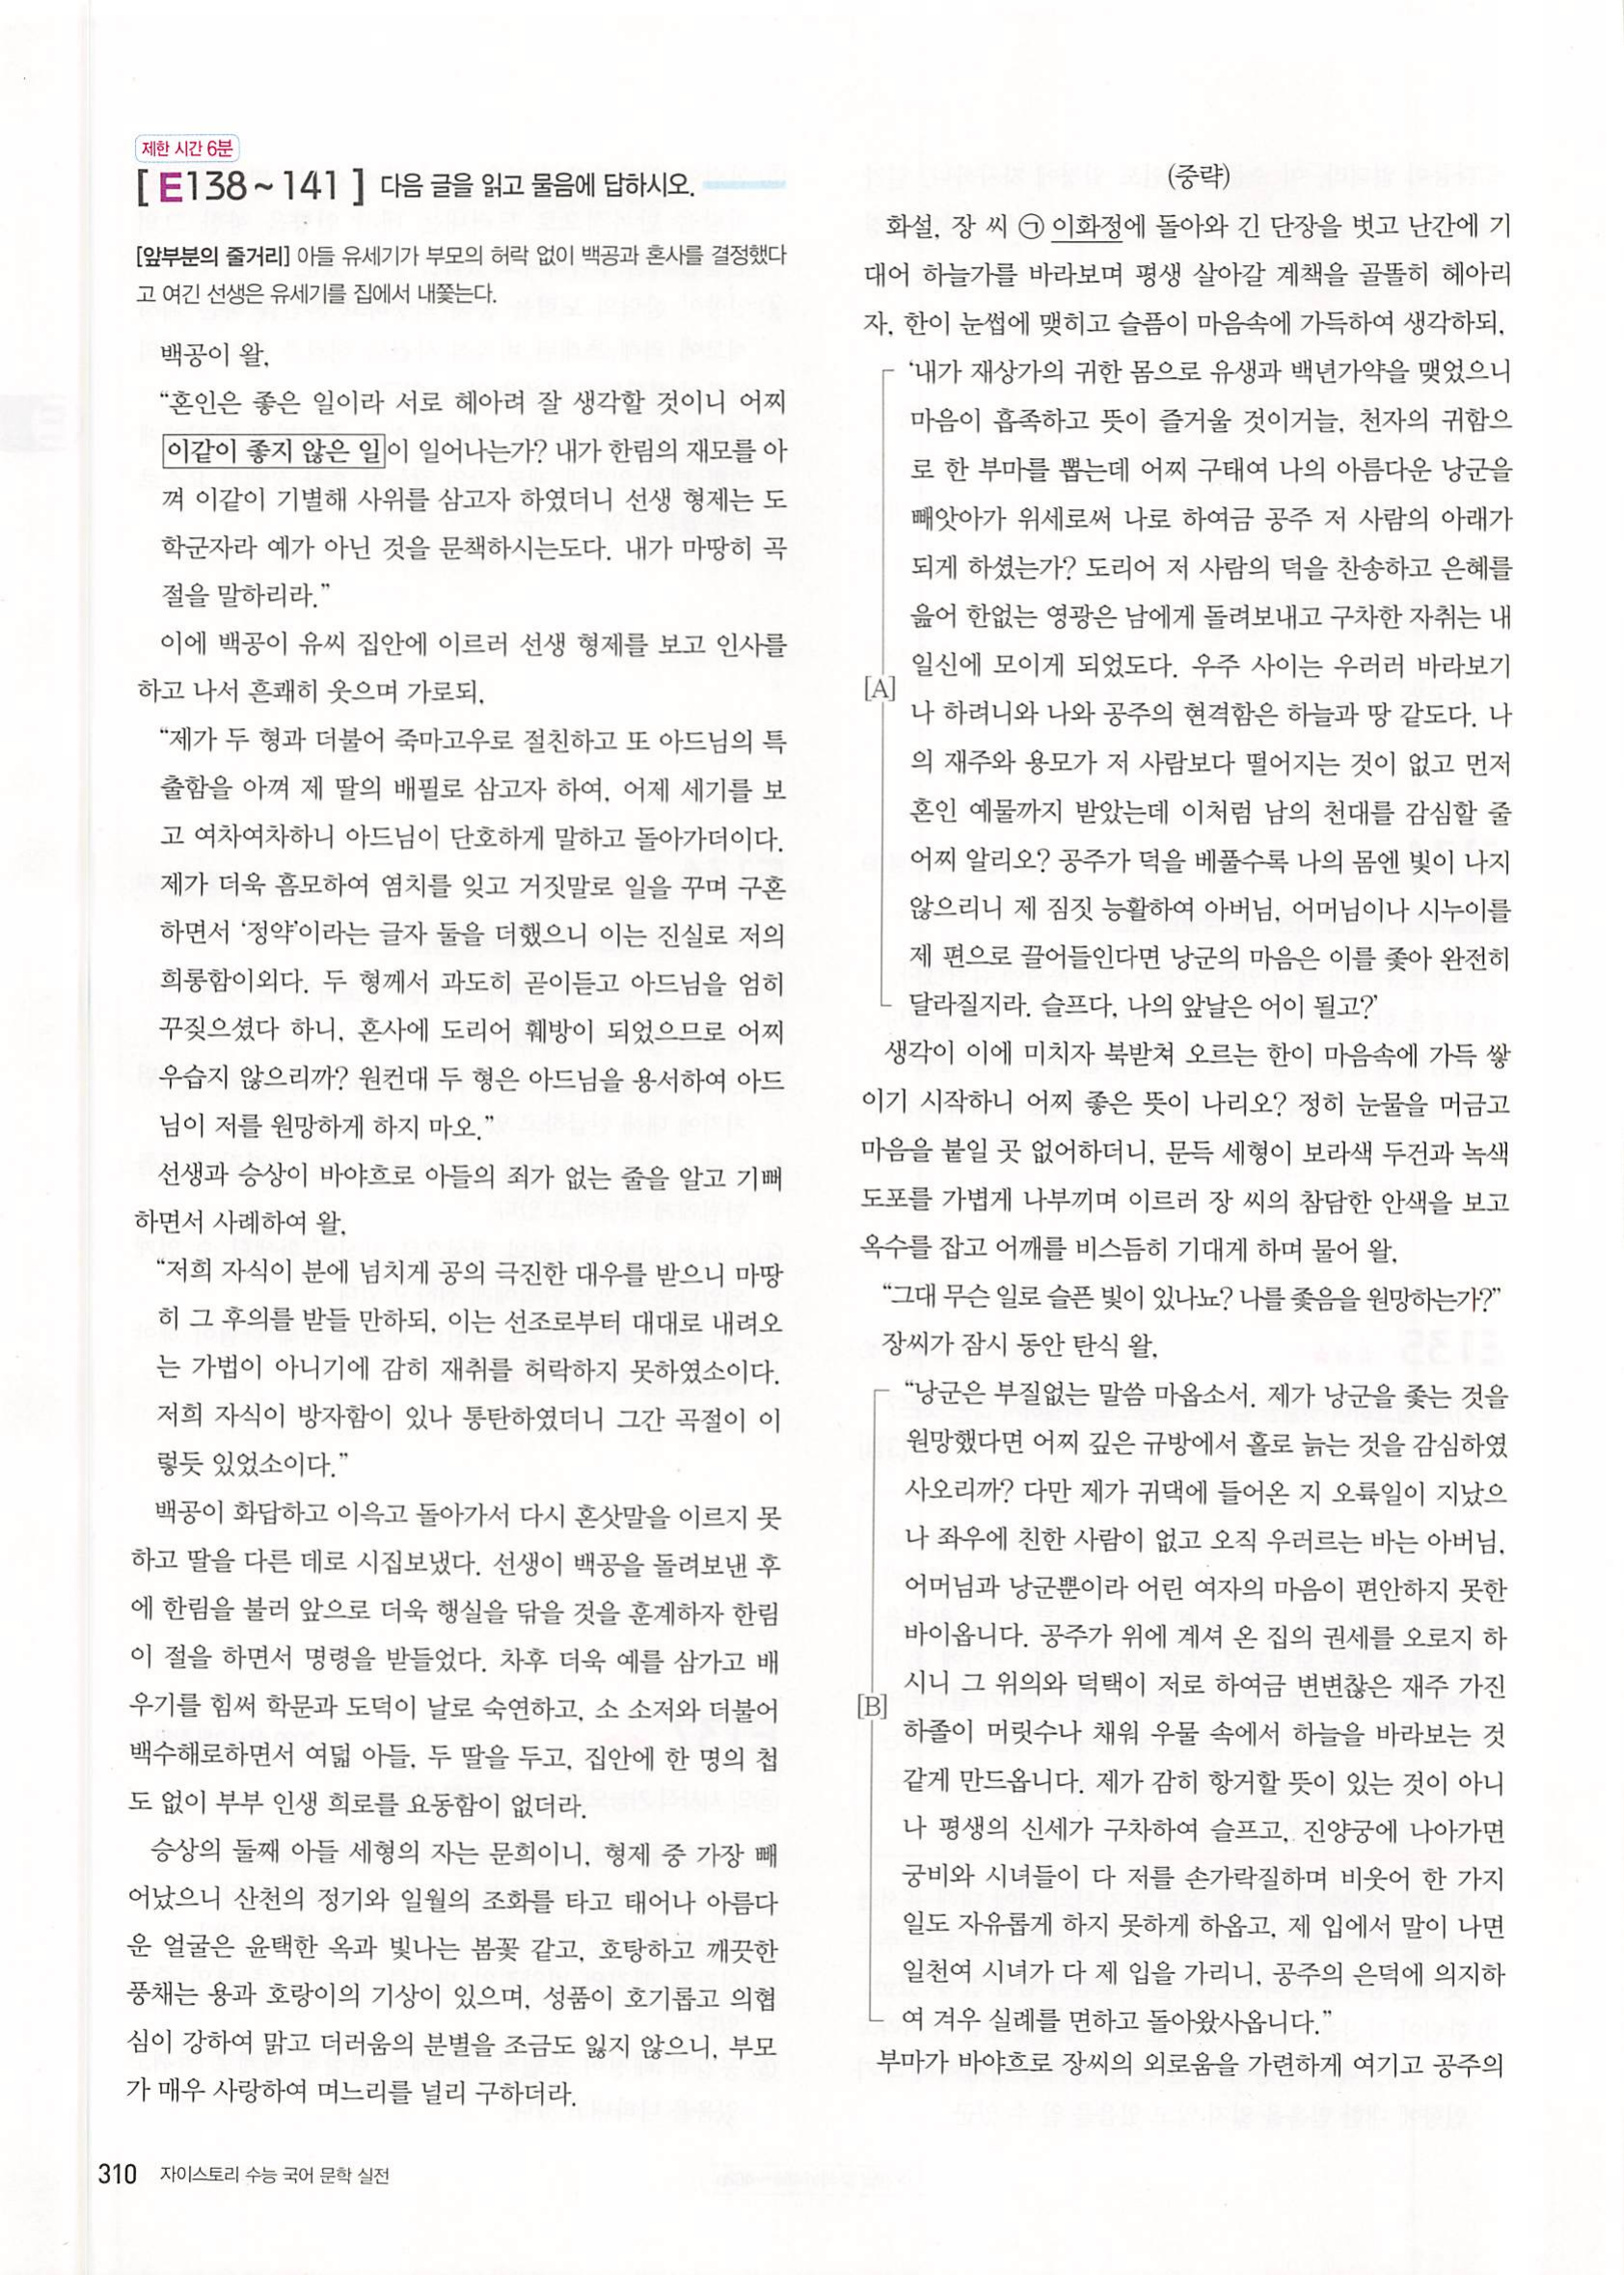 제한 시간 6분
[ E138 ~ 141 ] 다음 글을 읽고 물음에 답하시오.
[앞부분의 줄거리] 아들 유세기가 부모의 허락 없이 백공과 혼사를 결정했다
고 여긴 선생은 유세기를 집에서 내쫓는다.
백공이 왈,
“혼인은 좋은 일이라 서로 헤아려 잘 생각할 것이니 어찌
이같이 좋지 않은 일이 일어나는가? 내가 한림의 재모를 아
껴 이같이 기별해 사위를 삼고자 하였더니 선생 형제는 도
학군자라 예가 아닌 것을 문책하시는도다. 내가 마땅히 곡
절을 말하리라.”
이에 백공이 유씨 집안에 이르러 선생 형제를 보고 인사를
하고 나서 흔쾌히 웃으며 가로되,
“제가 두 형과 더불어 죽마고우로 절친하고 또 아드님의 특
출함을 아껴 제 딸의 배필로 삼고자 하여, 어제 세기를 보
고 여차여차하니 아드님이 단호하게 말하고 돌아가더이다.
제가 더욱 흠모하여 염치를 잊고 거짓말로 일을 꾸며 구혼
하면서 ‘정약’이라는 글자 둘을 더했으니 이는 진실로 저의
희롱함이외다. 두 형께서 과도히 곧이듣고 아드님을 엄히
꾸짖으셨다 하니, 혼사에 도리어 훼방이 되었으므로 어찌
우습지 않으리까? 원컨대 두 형은 아드님을 용서하여 아드
님이 저를 원망하게 하지 마오.”
선생과 승상이 바야흐로 아들의 죄가 없는 줄을 알고 기뻐
하면서 사례하여 왈,
“저희 자식이 분에 넘치게 공의 극진한 대우를 받으니 마땅
히 그 후의를 받들 만하되, 이는 선조로부터 대대로 내려오
는 가법이 아니기에 감히 재취를 허락하지 못하였소이다.
저희 자식이 방자함이 있나 통탄하였더니 그간 곡절이 이
렇듯 있었소이다.”
백공이 화답하고 이윽고 돌아가서 다시 혼삿말을 이르지 못
하고 딸을 다른 데로 시집보냈다. 선생이 백공을 돌려보낸 후
에 한림을 불러 앞으로 더욱 행실을 닦을 것을 훈계하자 한림
이 절을 하면서 명령을 받들었다. 차후 더욱 예를 삼가고 배
우기를 힘써 학문과 도덕이 날로 숙연하고, 소 소저와 더불어
백수해로하면서 여덟 아들, 두 딸을 두고, 집안에 한 명의 첩
도 없이 부부 인생 희로를 요동함이 없더라.
승상의 둘째 아들 세형의 자는 문희이니, 형제 중 가장 빼
어났으니 산천의 정기와 일월의 조화를 타고 태어나 아름다
운 얼굴은 윤택한 옥과 빛나는 봄꽃 같고, 호탕하고 깨끗한
풍채는 용과 호랑이의 기상이 있으며, 성품이 호기롭고 의협
심이 강하여 맑고 더러움의 분별을 조금도 잃지 않으니, 부모
가 매우 사랑하여 며느리를 널리 구하더라.
(중략)
화설, 장 씨 ㉠ 이화정에 돌아와 긴 단장을 벗고 난간에 기
대어 하늘가를 바라보며 평생 살아갈 계책을 골똘히 헤아리
자, 한이 눈썹에 맺히고 슬픔이 마음속에 가득하여 생각하되,
‘내가 재상가의 귀한 몸으로 유생과 백년가약을 맺었으니
마음이 흡족하고 뜻이 즐거울 것이거늘, 천자의 귀함으
로 한 부마를 뽑는데 어찌 구태여 나의 아름다운 낭군을
빼앗아가 위세로써 나로 하여금 공주 저 사람의 아래가
되게 하셨는가? 도리어 저 사람의 덕을 찬송하고 은혜를
읊어 한없는 영광은 남에게 돌려보내고 구차한 자취는 내
일신에 모이게 되었도다. 우주 사이는 우러러 바라보기
[A]
나 하려니와 나와 공주의 현격함은 하늘과 땅 같도다. 나
의 재주와 용모가 저 사람보다 떨어지는 것이 없고 먼저
혼인 예물까지 받았는데 이처럼 남의 천대를 감심할 줄
어찌 알리오? 공주가 덕을 베풀수록 나의 몸엔 빛이 나지
않으리니 제 짐짓 능활하여 아버님, 어머님이나 시누이를
제 편으로 끌어들인다면 낭군의 마음은 이를 좇아 완전히
달라질지라. 슬프다, 나의 앞날은 어이 될고?’
생각이 이에 미치자 북받쳐 오르는 한이 마음속에 가득 쌓
이기 시작하니 어찌 좋은 뜻이 나리오? 정히 눈물을 머금고
마음을 붙일 곳 없어하더니, 문득 세형이 보라색 두건과 녹색
도포를 가볍게 나부끼며 이르러 장 씨의 참담한 안색을 보고
옥수를 잡고 어깨를 비스듬히 기대게 하며 물어 왈,
“그대 무슨 일로 슬픈 빛이 있나뇨? 나를 좇음을 원망하는가?”
장씨가 잠시 동안 탄식 왈,
“낭군은 부질없는 말씀 마옵소서. 제가 낭군을 좇는 것을
원망했다면 어찌 깊은 규방에서 홀로 늙는 것을 감심하였
사오리까? 다만 제가 귀댁에 들어온 지 오륙일이 지났으
나 좌우에 친한 사람이 없고 오직 우러르는 바는 아버님,
어머님과 낭군뿐이라 어린 여자의 마음이 편안하지 못한
바이옵니다. 공주가 위에 계셔 온 집의 권세를 오로지 하
시니 그 위의와 덕택이 저로 하여금 변변찮은 재주 가진
[B]
하졸이 머릿수나 채워 우물 속에서 하늘을 바라보는 것
같게 만드옵니다. 제가 감히 항거할 뜻이 있는 것이 아니
나 평생의 신세가 구차하여 슬프고, 진양궁에 나아가면
궁비와 시녀들이 다 저를 손가락질하며 비웃어 한 가지
일도 자유롭게 하지 못하게 하옵고, 제 입에서 말이 나면
일천여 시녀가 다 제 입을 가리니, 공주의 은덕에 의지하
여 겨우 실례를 면하고 돌아왔사옵니다.”
부마가 바야흐로 장씨의 외로움을 가련하게 여기고 공주의
310 자이스토리 수능 국어 문학 실전